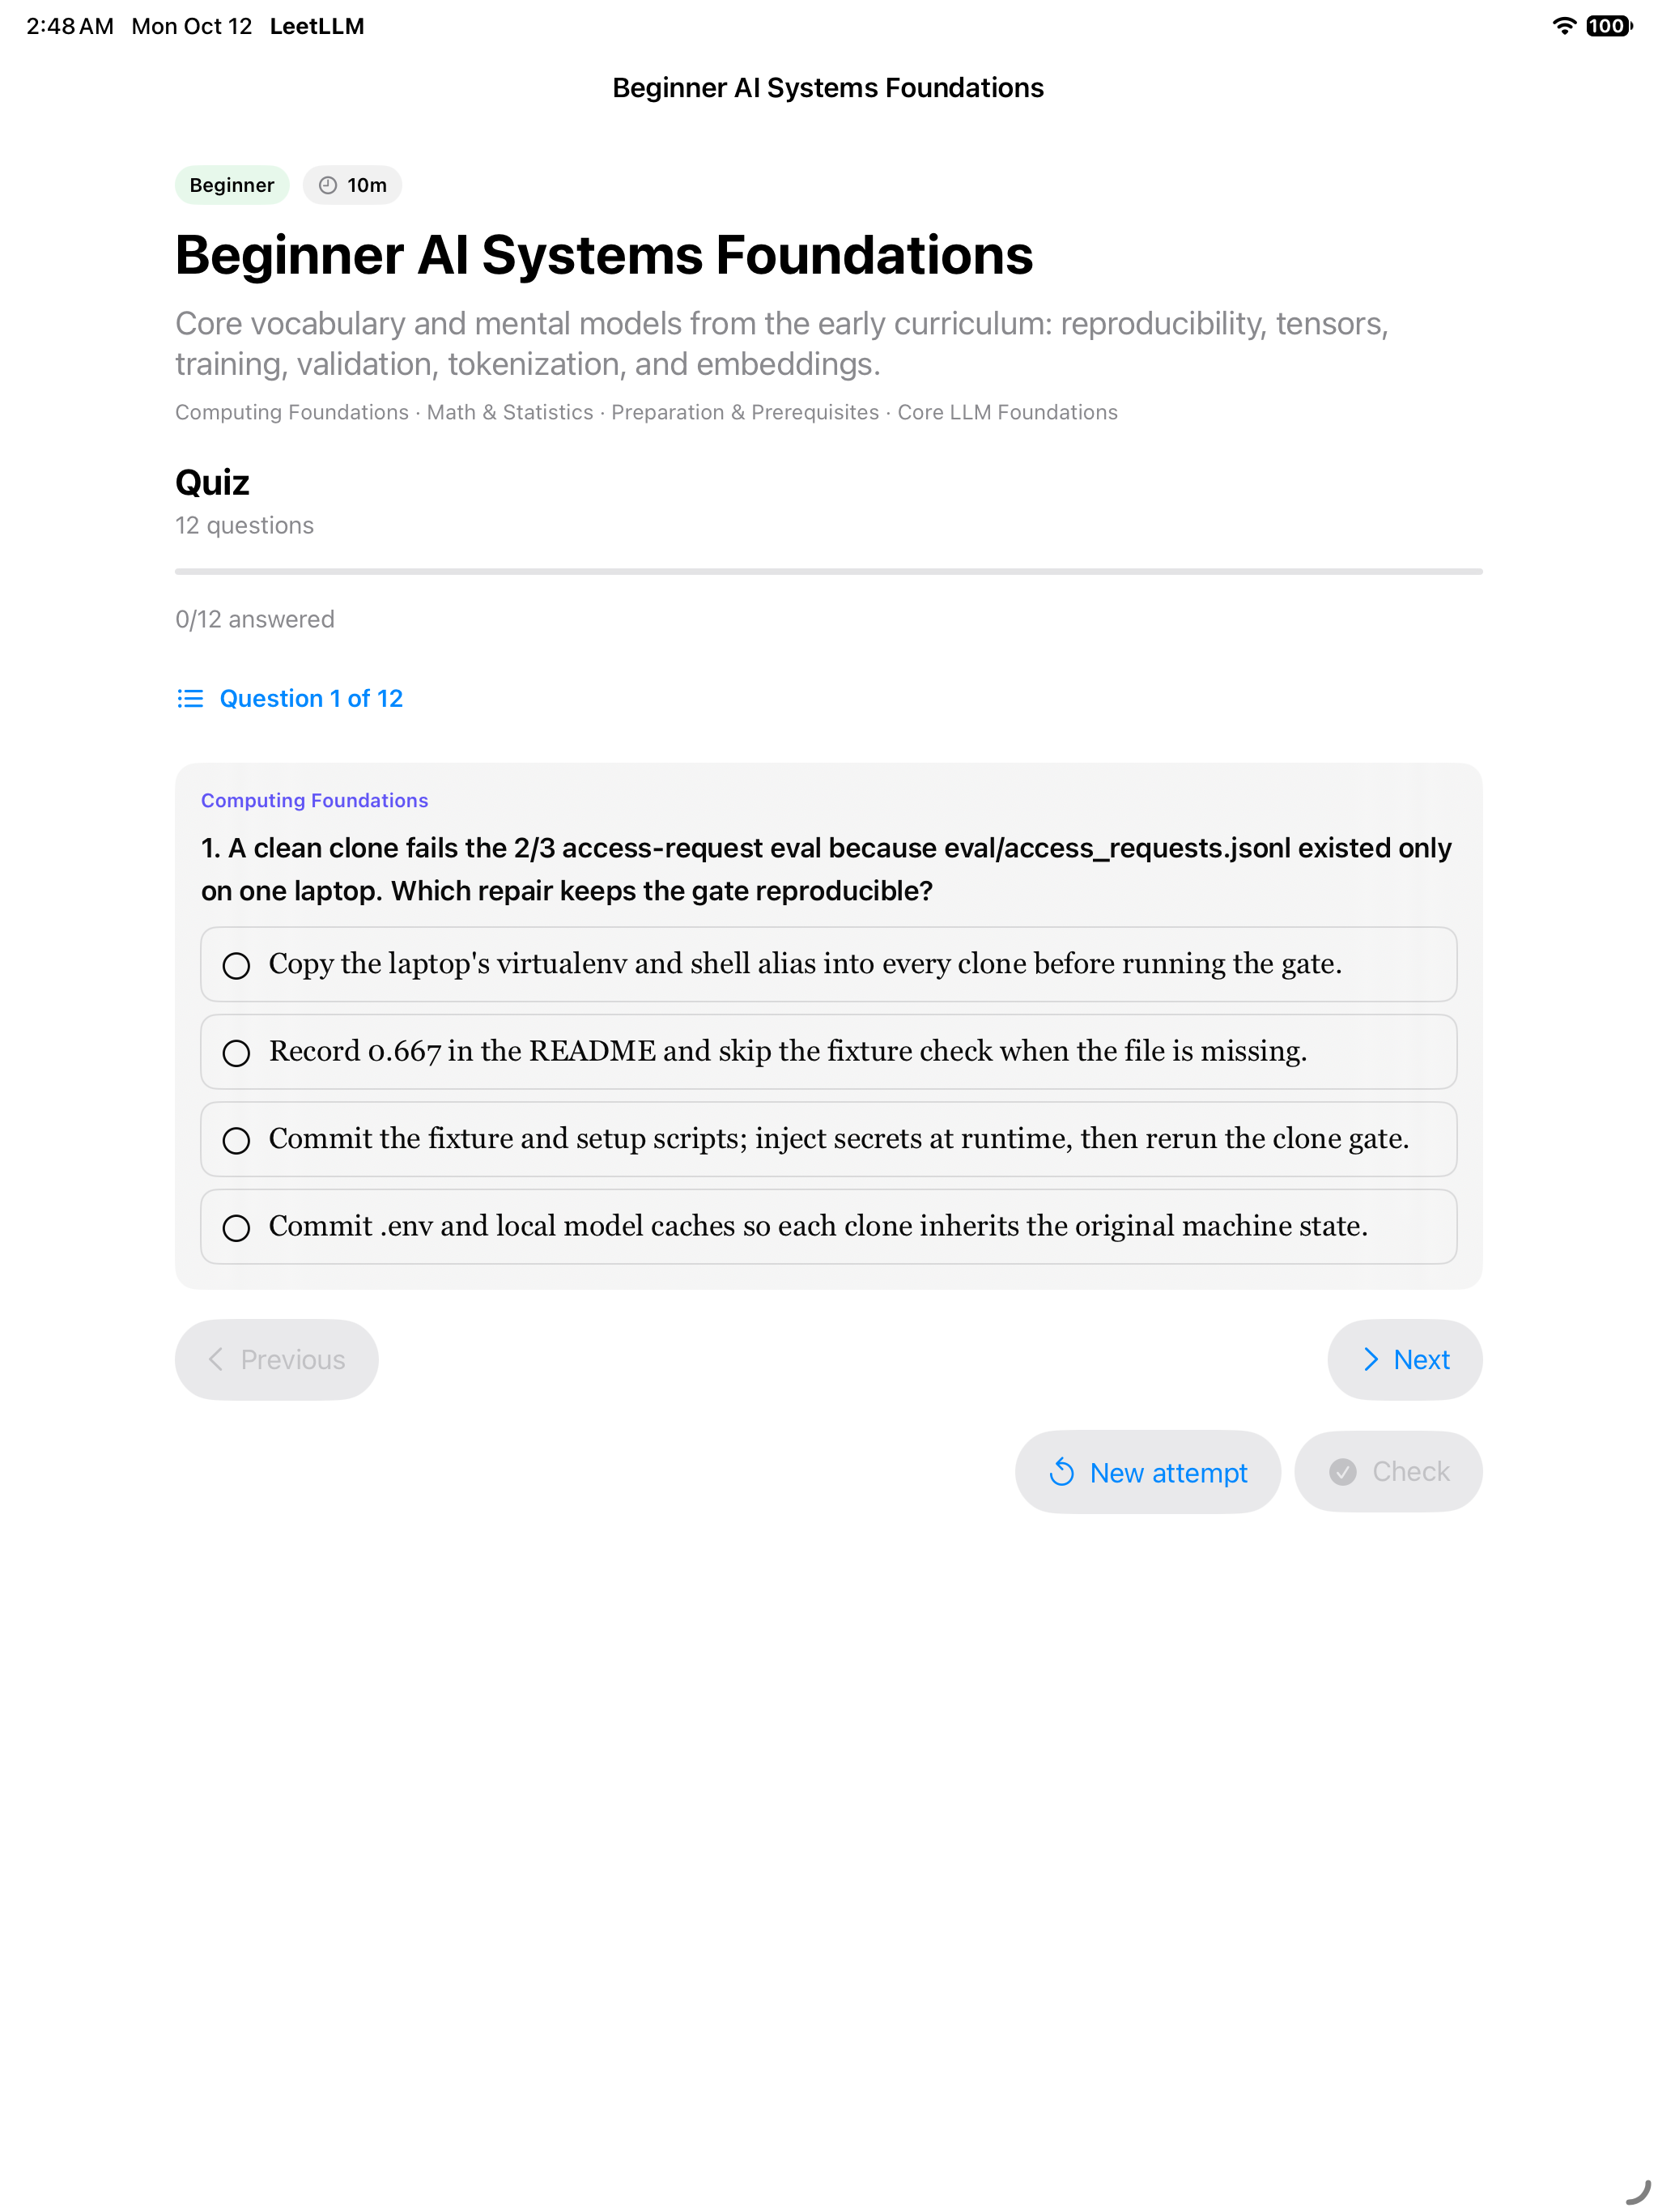 2:48 AM Mon Oct 12 LeetLLM
100
Beginner AI Systems Foundations
Beginner
10m
Beginner AI Systems Foundations
Core vocabulary and mental models from the early curriculum: reproducibility, tensors,
training, validation, tokenization, and embeddings.
Computing Foundations · Math & Statistics · Preparation & Prerequisites · Core LLM Foundations
Quiz
12 questions
0/12 answered
Question 1 of 12
Computing Foundations
1. A clean clone fails the 2/3 access-request eval because eval/access_requests.jsonl existed only
on one laptop. Which repair keeps the gate reproducible?
Copy the laptop's virtualenv and shell alias into every clone before running the gate.
Record 0.667 in the README and skip the fixture check when the file is missing.
Commit the fixture and setup scripts; inject secrets at runtime, then rerun the clone gate.
Commit .env and local model caches so each clone inherits the original machine state.
Previous
Next
New attempt
Check